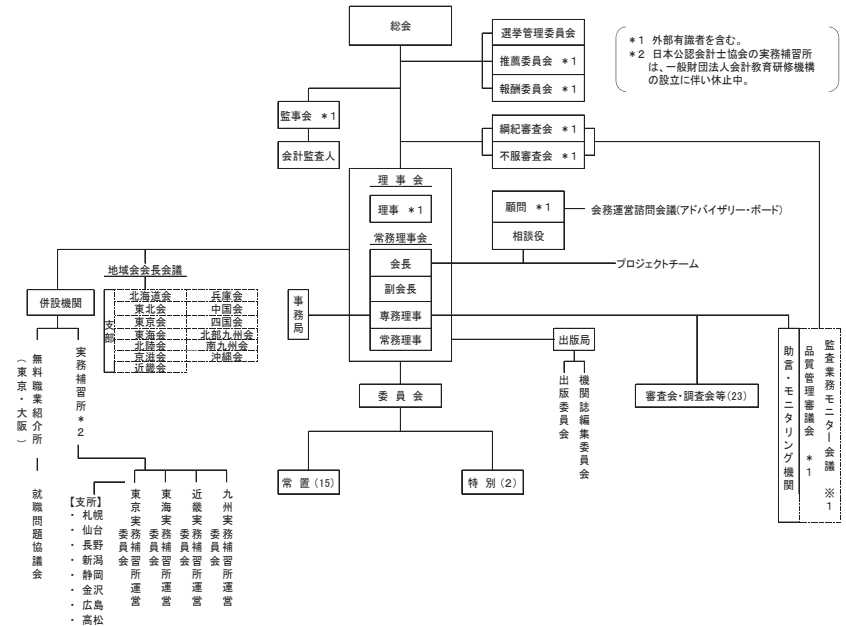 総会
選挙管理委員会
推薦委員会 *1
報酬委員会 *1
*1 外部有識者を含む。
*2 日本公認会計士協会の実務補習所
は、一般財団法人会計教育研修機構
の設立に伴い休止中。
監事会 *1
会計監査人
綱紀審査会 *1
不服審査会 *1
理 事 会
理事 *1
常務理事会
会長
副会長
専務理事
常務理事
顧問 *1
相談役
会務運営諮問会議(アドバイザリー・ボード)
プロジェクトチーム
地域会会長会議
支部
北海道会 兵庫会
東北会 中国会
東京会 四国会
東海会 北部九州会
北陸会 南九州会
京滋会 沖縄会
近畿会
併設機関
事務局
出版局
出版委員会
機関誌編集委員会
審査会・調査会等(23)
助言・モニタリング機関
品質管理審議会 *1
監査業務モニター会議 ※1
委 員 会
常 置 (15)
特 別 (2)
無料職業紹介所
(東京・大阪)
就職問題協議会
実務補習所*2
【支所】
・ 札幌
・ 仙台
・ 長野
・ 新潟
・ 静岡
・ 金沢
・ 広島
・ 高松
東京実務補習所運営
委員会
東海実務補習所運営
委員会
近畿実務補習所運営
委員会
九州実務補習所運営
委員会